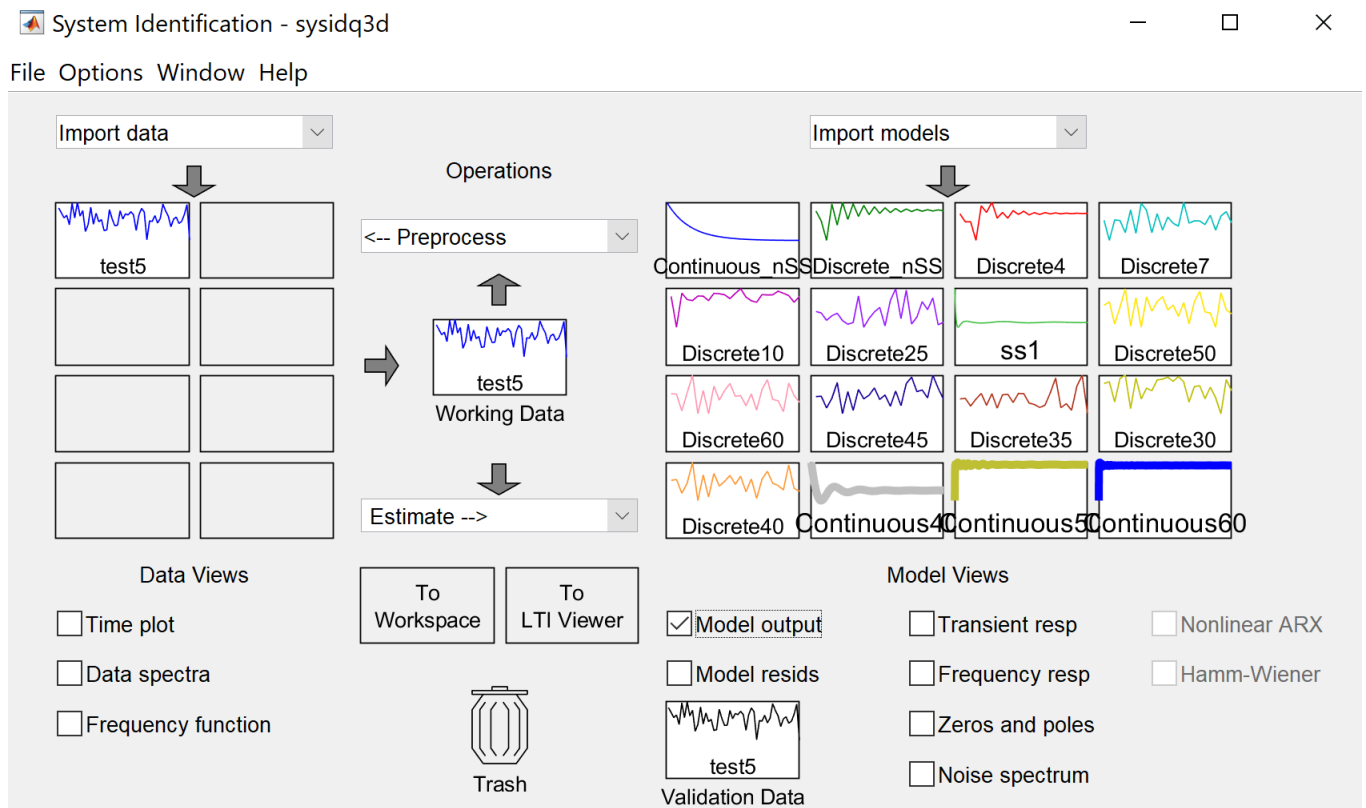 System Identification - sysidq3d
File Options Window Help
Import data
Import models
Operations
<-- Preprocess
test5
test5
Working Data
Estimate -->
Continuous_nSS
Discrete_nSS
Discrete4
Discrete7
Discrete10
Discrete25
ss1
Discrete50
Discrete60
Discrete45
Discrete35
Discrete30
Discrete40
Continuous40
Continuous50
Continuous60
Data Views
Time plot
Data spectra
Frequency function
To
Workspace
To
LTI Viewer
Trash
Model Views
Model output
Model resids
Transient resp
Frequency resp
Zeros and poles
Noise spectrum
Nonlinear ARX
Hamm-Wiener
test5
Validation Data